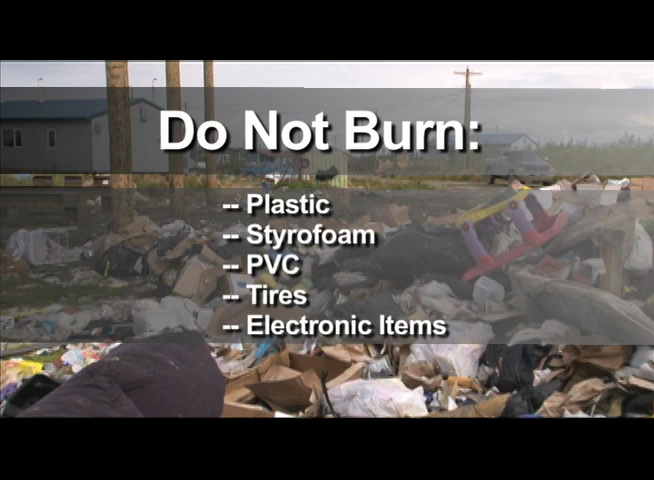 Do Not Burn:
-- Plastic
-- Styrofoam
-- PVC
-- Tires
-- Electronic Items